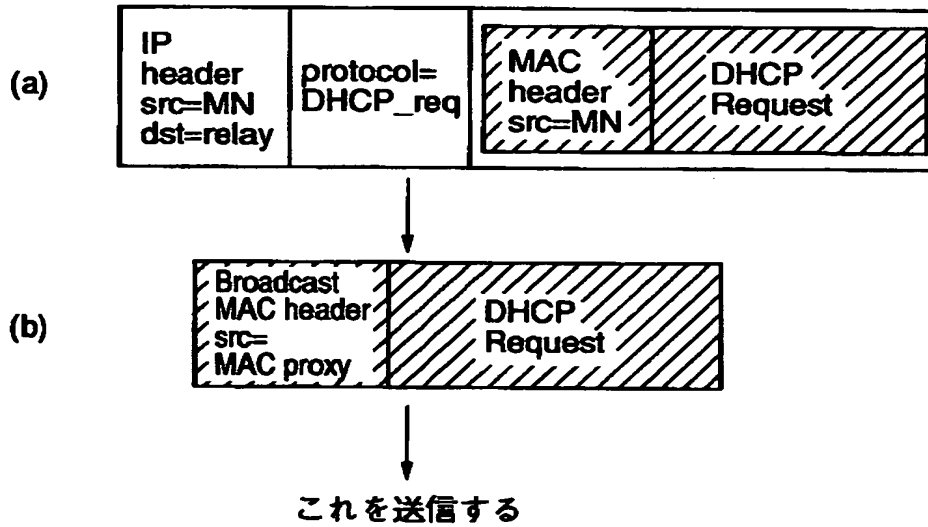 (a)
IP
header
src=MN
dst=relay
protocol=
DHCP_req
MAC
header
src=MN
DHCP
Request
(b)
Broadcast
MAC header
src=
MAC proxy
DHCP
Request
これを送信する